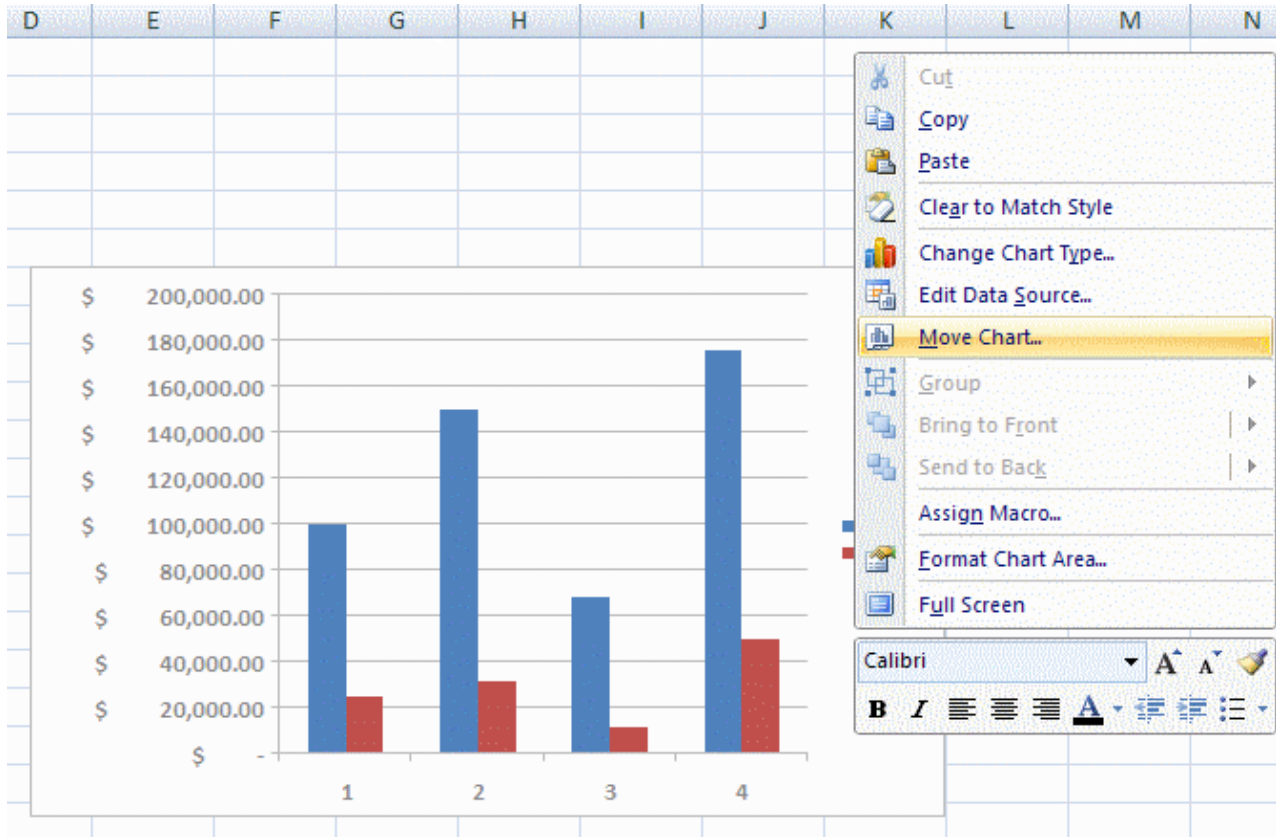 D E F G H I J K L M N
Cut
Copy
Paste
Clear to Match Style
Change Chart Type...
Edit Data Source...
Move Chart...
Group
Bring to Front
Send to Back
Assign Macro...
Format Chart Area...
Full Screen
Calibri
A A
B I A
$ 200,000.00
$ 180,000.00
$ 160,000.00
$ 140,000.00
$ 120,000.00
$ 100,000.00
$ 80,000.00
$ 60,000.00
$ 40,000.00
$ 20,000.00
$ -
1 2 3 4